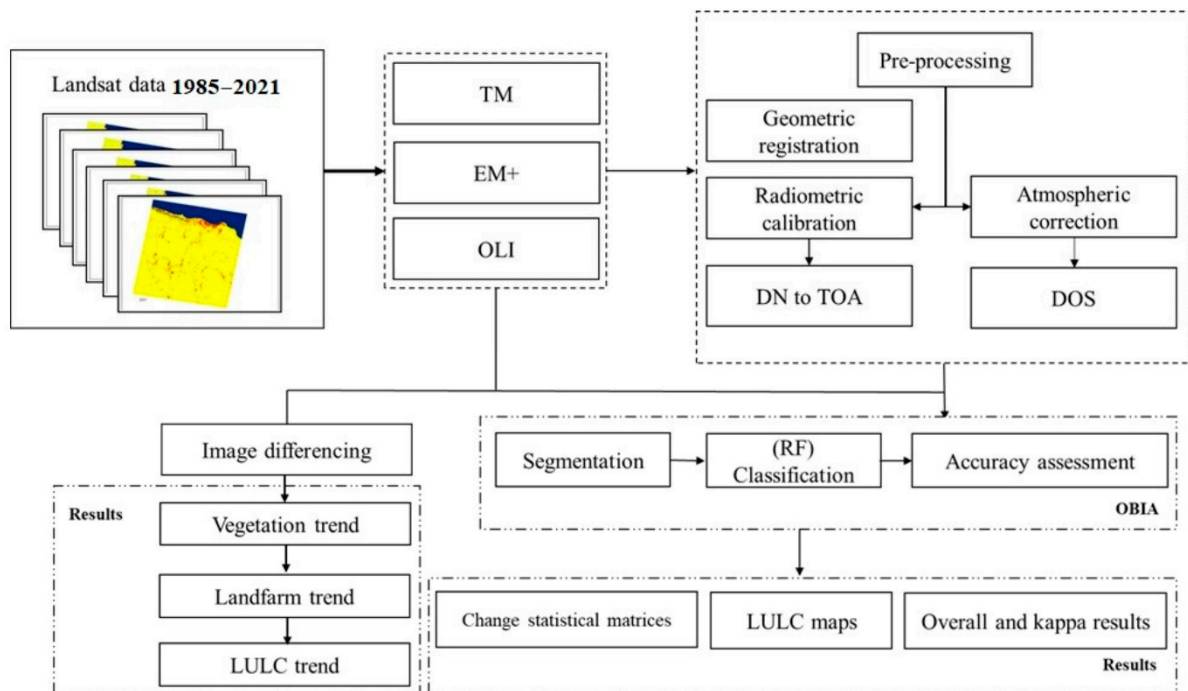 Landsat data 1985–2021
TM
EM+
OLI
Pre-processing
Geometric
registration
Radiometric
calibration
Atmospheric
correction
DN to TOA
DOS
Image differencing
Results
Vegetation trend
Landfarm trend
LULC trend
Segmentation
(RF)
Classification
Accuracy assessment
OBIA
Change statistical matrices
LULC maps
Overall and kappa results
Results